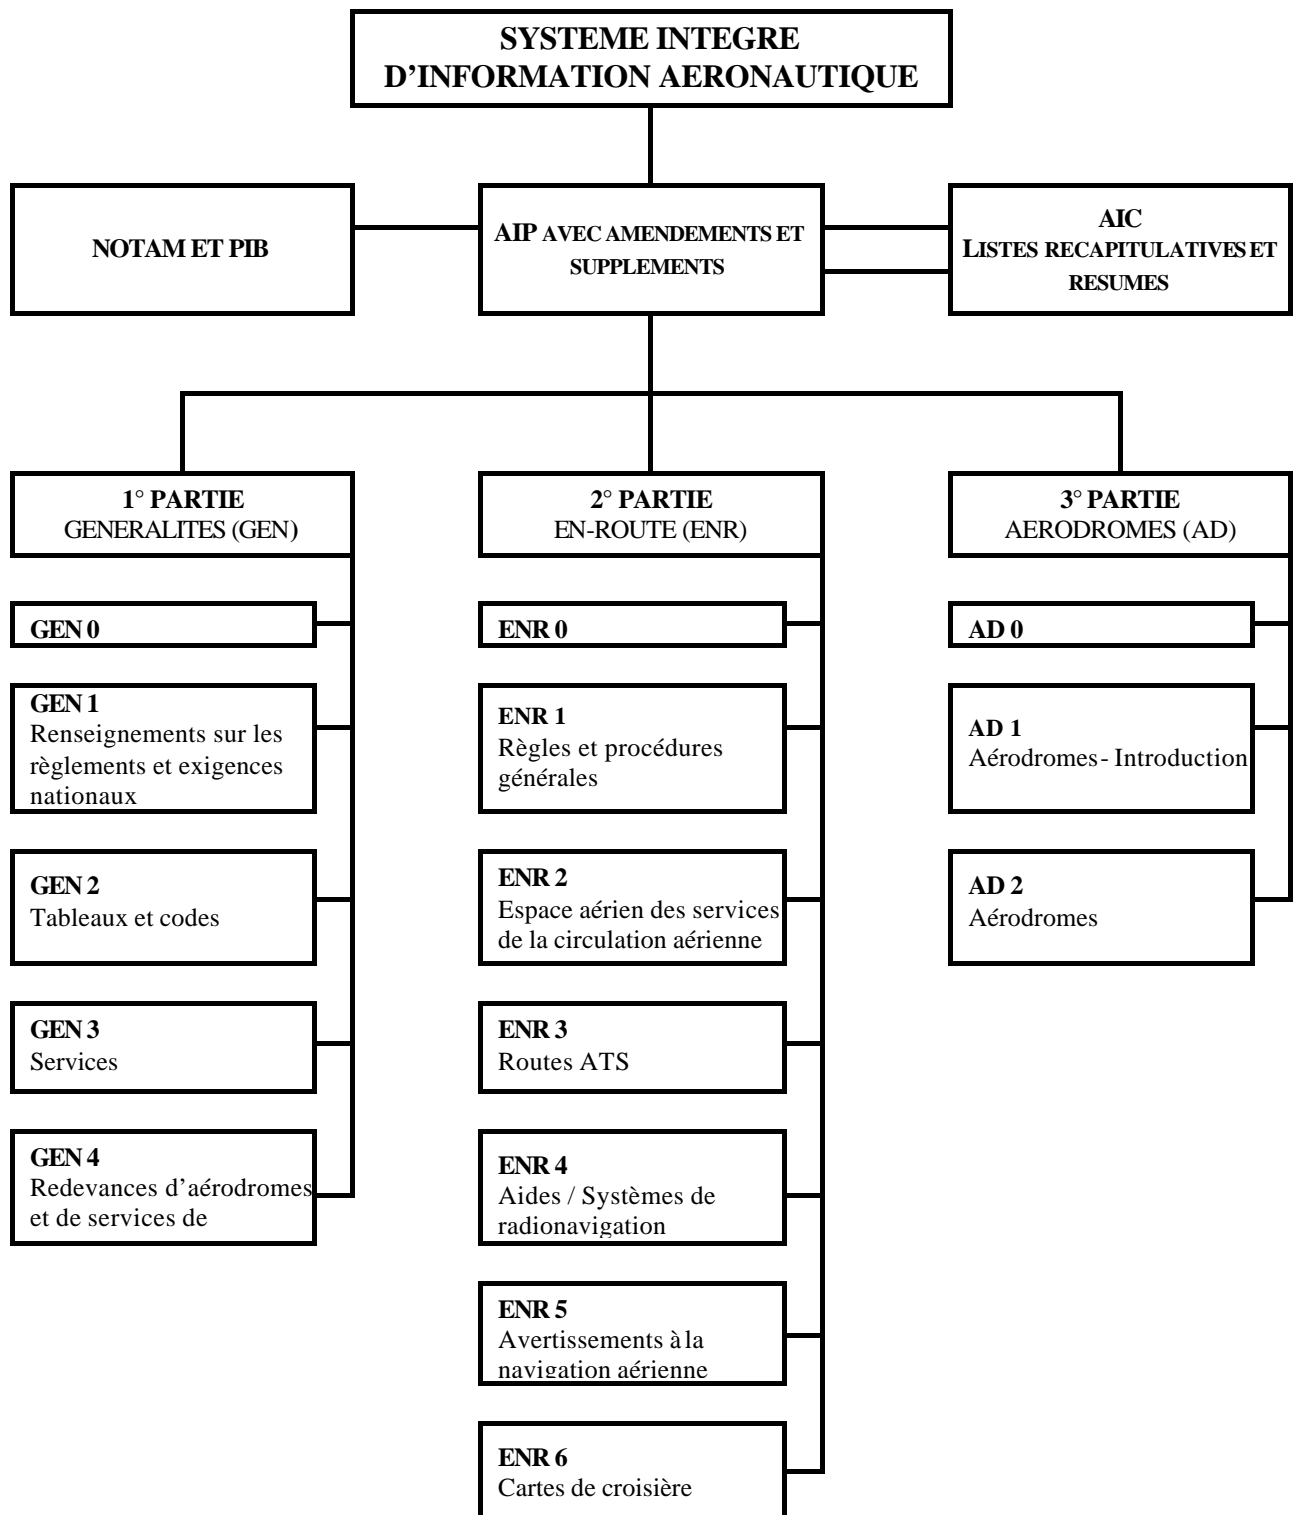 SYSTEME INTEGRE
D’INFORMATION AERONAUTIQUE
NOTAM ET PIB
AIP AVEC AMENDEMENTS ET
SUPPLEMENTS
AIC
LISTES RECAPITULATIVES ET
RESUMES
1° PARTIE
GENERALITES (GEN)
2° PARTIE
EN-ROUTE (ENR)
3° PARTIE
AERODROMES (AD)
GEN 0
GEN 1
Renseignements sur les
règlements et exigences
nationaux
GEN 2
Tableaux et codes
GEN 3
Services
GEN 4
Redevances d’aérodromes
et de services de
ENR 0
ENR 1
Règles et procédures
générales
ENR 2
Espace aérien des services
de la circulation aérienne
ENR 3
Routes ATS
ENR 4
Aides / Systèmes de
radionavigation
ENR 5
Avertissements à la
navigation aérienne
ENR 6
Cartes de croisière
AD 0
AD 1
Aérodromes - Introduction
AD 2
Aérodromes